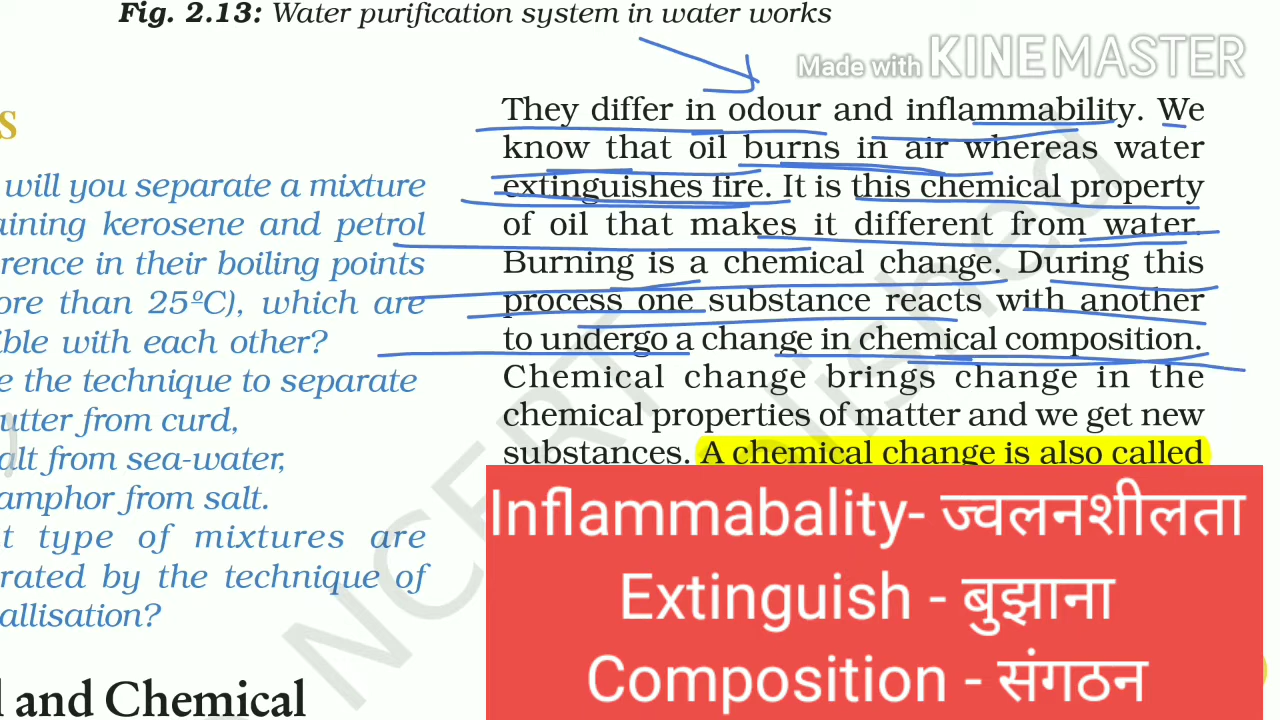 Fig. 2.13: Water purification system in water works
Made with KINEMASTER
s
will you separate a mixture
aining kerosene and petrol
rence in their boiling points
ore than 25ºC), which are
ible with each other?
e the technique to separate
utter from curd,
alt from sea-water,
amphor from salt.
t type of mixtures are
rated by the technique of
allisation?
l and Chemical
They differ in odour and inflammability. We
know that oil burns in air whereas water
extinguishes fire. It is this chemical property
of oil that makes it different from water.
Burning is a chemical change. During this
process one substance reacts with another
to undergo a change in chemical composition.
Chemical change brings change in the
chemical properties of matter and we get new
substances. A chemical change is also called
Inflammabality- ज्वलनशीलता
Extinguish - बुझाना
Composition - संगठन
NCERT
blished